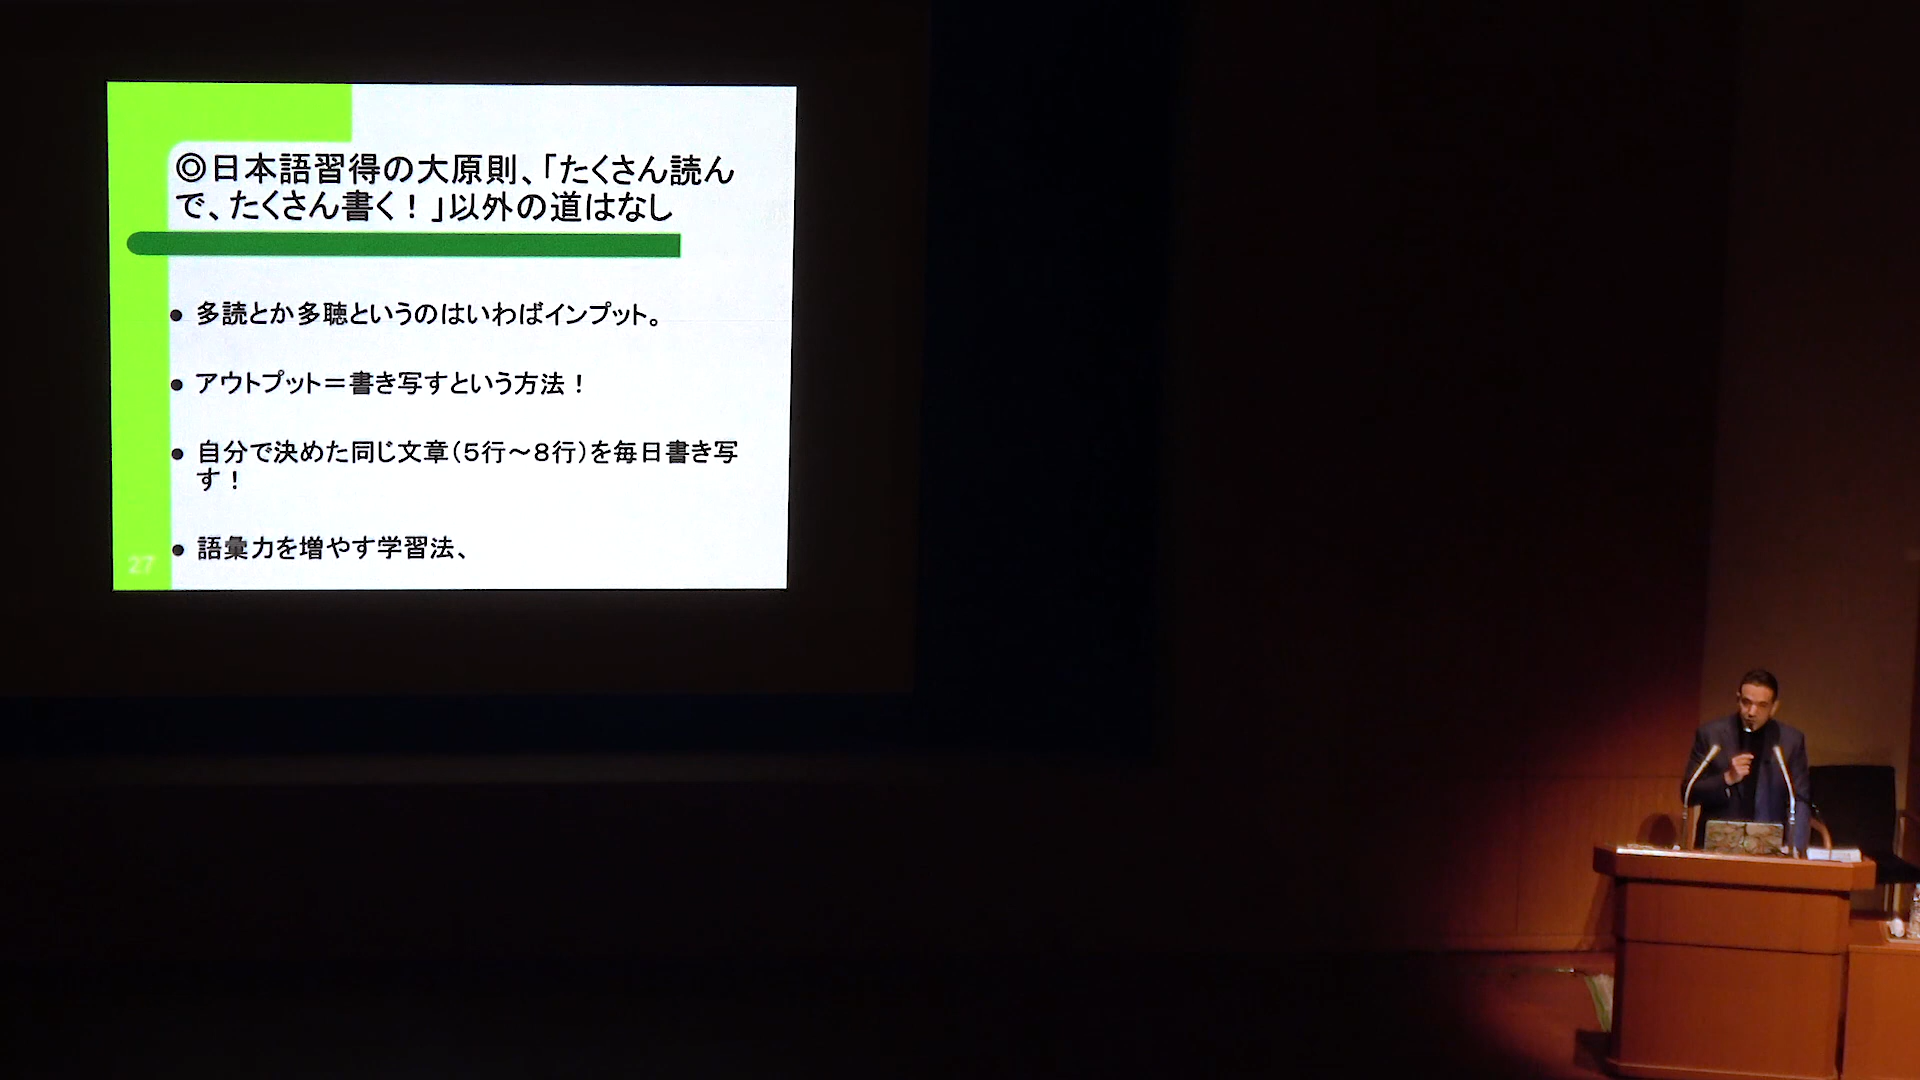 ◎日本語習得の大原則、「たくさん読ん
で、たくさん書く！」以外の道はなし
● 多読とか多聴というのはいわばインプット。
● アウトプット＝書き写すという方法！
● 自分で決めた同じ文章（５行～８行）を毎日書き写
す！
● 語彙力を増やす学習法、
27